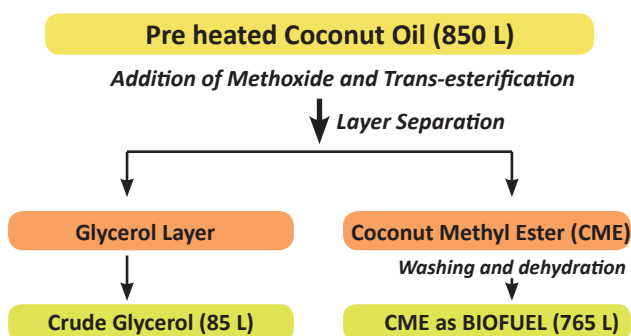 Pre heated Coconut Oil (850 L)
Addition of Methoxide and Trans-esterification
Layer Separation
Glycerol Layer
Coconut Methyl Ester (CME)
Washing and dehydration
Crude Glycerol (85 L)
CME as BIOFUEL (765 L)